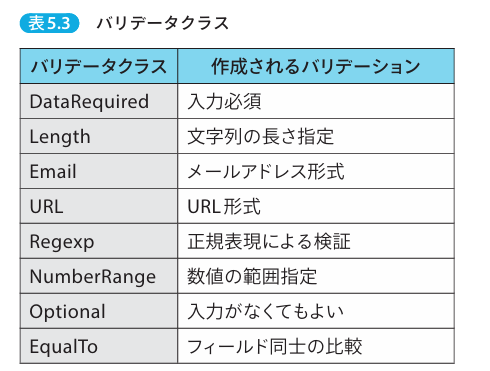 表5.3 バリデータクラス
バリデータクラス 作成されるバリデーション
DataRequired 入力必須
Length 文字列の長さ指定
Email メールアドレス形式
URL URL形式
Regexp 正規表現による検証
NumberRange 数値の範囲指定
Optional 入力がなくてもよい
EqualTo フィールド同士の比較